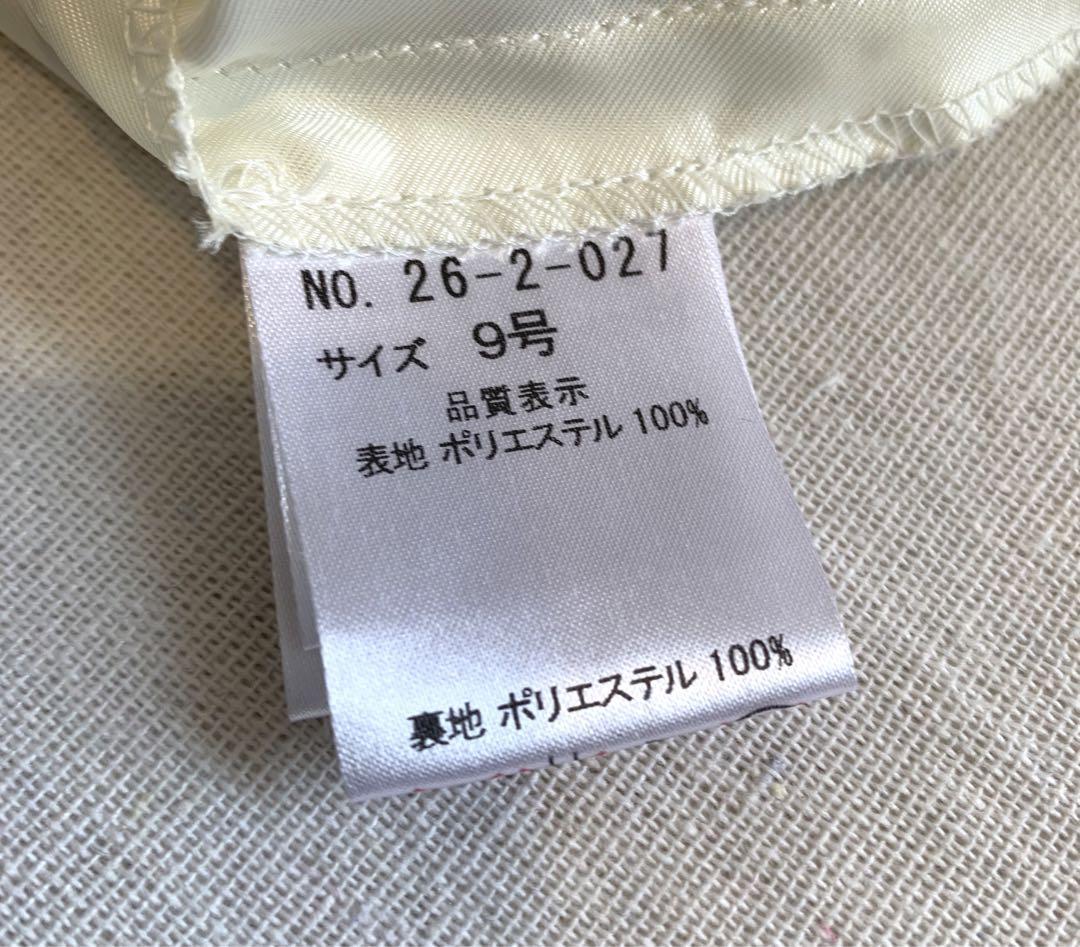 NO. 26-2-027
サイズ 9号
品質表示
表地 ポリエステル 100%
裏地 ポリエステル 100%